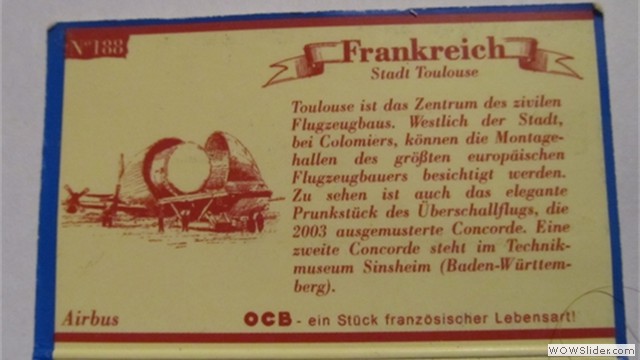 Nº 188
Frankreich
Stadt Toulouse
Toulouse ist das Zentrum des zivilen
Flugzeugbaus. Westlich der Stadt,
bei Colomiers, können die Montage-
hallen des größten europäischen
Flugzeugbauers besichtigt werden.
Zu sehen ist auch das elegante
Prunkstück des Überschallflugs, die
2003 ausgemusterte Concorde. Eine
zweite Concorde steht im Technik-
museum Sinsheim (Baden-Württem-
berg).
Airbus
OCB - ein Stück französischer Lebensart!
WOWSlider.com